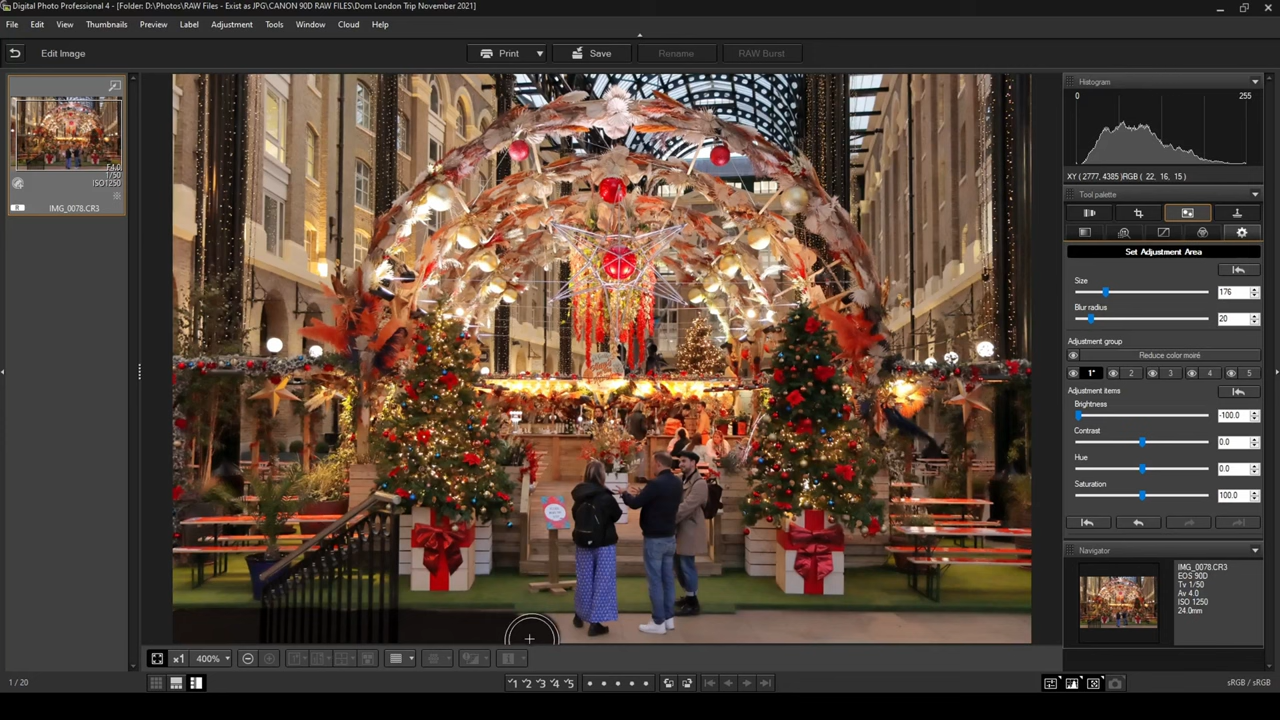 Digital Photo Professional 4 - [Folder: D:\Photos\RAW Files - Exist as JPG\CANON 90D RAW FILES\Dom London Trip November 2021]
File Edit View Thumbnails Preview Label Adjustment Tools Window Cloud Help
Edit Image Print Save Rename RAW Burst
F4.0
1/50
ISO1250
IMG_0078.CR3
Histogram
0 255
XY ( 2777, 4385 )RGB ( 22, 16, 15 )
Tool palette
Set Adjustment Area
Size
176
Blur radius
20
Adjustment group
Reduce color moiré
1* 2 3 4 5
Adjustment items
Brightness
-100.0
Contrast
0.0
Hue
0.0
Saturation
100.0
Navigator
IMG_0078.CR3
EOS 90D
Tv 1/50
Av 4.0
ISO 1250
24.0mm
x1 400%
1 / 20
1 2 3 4 5
sRGB / sRGB